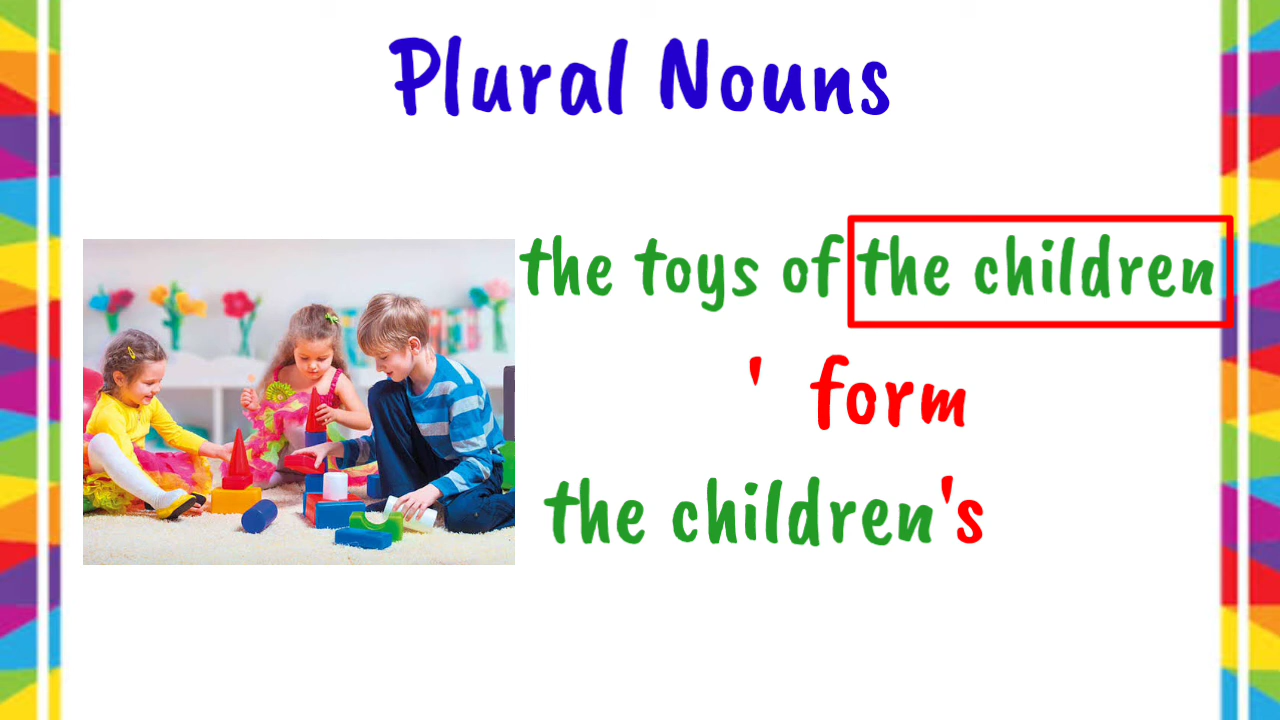 Plural Nouns
the toys of the children
' form
the children's